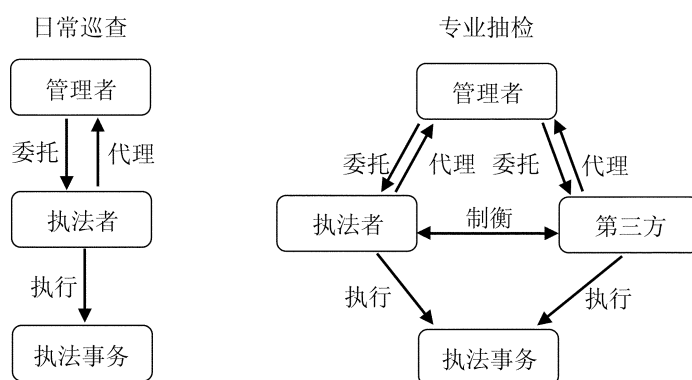 日常巡查
管理者
委托
代理
执法者
执行
执法事务
专业抽检
管理者
委托
代理
委托
代理
执法者
制衡
第三方
执行
执行
执法事务